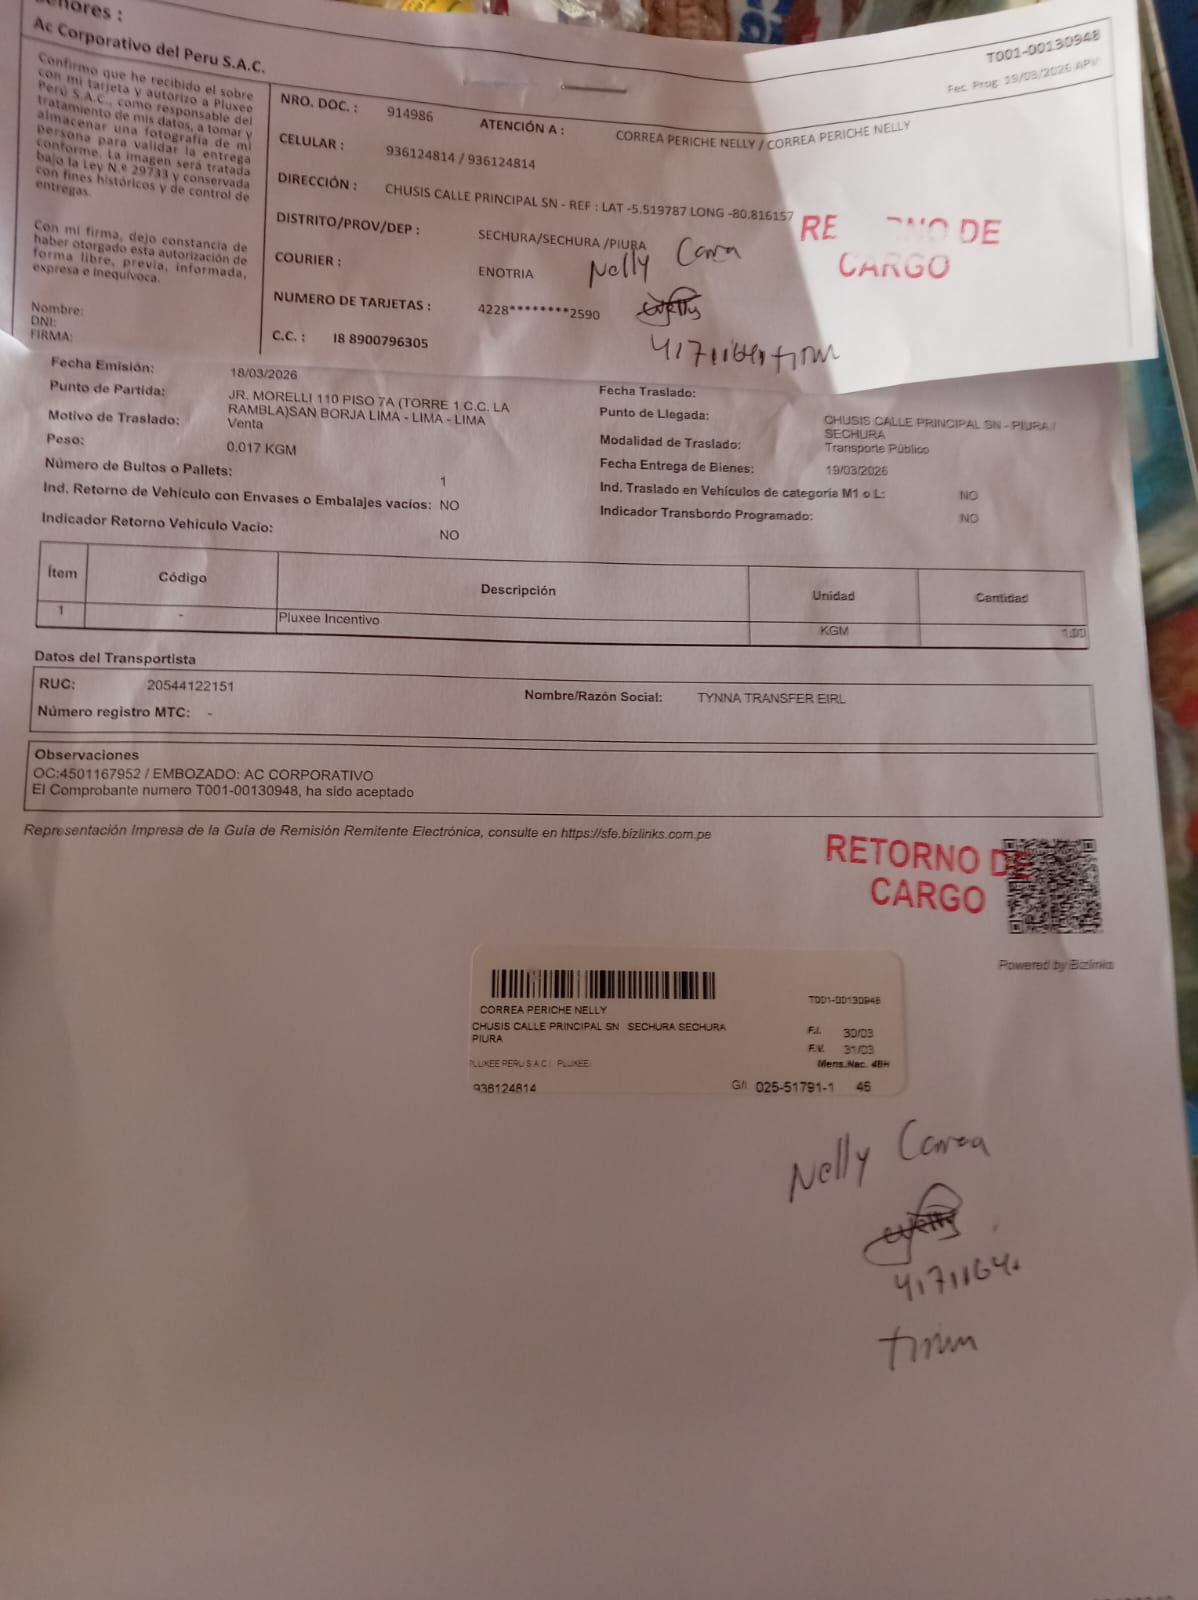 Señores :
Ac Corporativo del Peru S.A.C.
T001-00130948
Fec. Prog: 19/03/2026 APV:
Confirmo que he recibido el sobre
con mi tarjeta y autorizo a Pluxee
Perú S.A.C., como responsable del
tratamiento de mis datos, a tomar y
almacenar una fotografía de mi
persona para validar la entrega
conforme. La imagen será tratada
bajo la Ley N.º 29733 y conservada
con fines históricos y de control de
entregas.
Con mi firma, dejo constancia de
haber otorgado esta autorización de
forma libre, previa, informada,
expresa e inequívoca.
Nombre:
DNI:
FIRMA:
NRO. DOC. : 914986 ATENCIÓN A : CORREA PERICHE NELLY / CORREA PERICHE NELLY
CELULAR : 936124814 / 936124814
DIRECCIÓN : CHUSIS CALLE PRINCIPAL SN - REF : LAT -5.519787 LONG -80.816157
DISTRITO/PROV/DEP : SECHURA/SECHURA /PIURA
COURIER : ENOTRIA
NUMERO DE TARJETAS : 4228********2590
C.C. : I8 8900796305
RE NO DE
CARGO
Nelly Correa
4171164
Fecha Emisión: 18/03/2026
Punto de Partida: JR. MORELLI 110 PISO 7A (TORRE 1 C.C. LA
RAMBLA)SAN BORJA LIMA - LIMA - LIMA
Motivo de Traslado: Venta
Peso: 0.017 KGM
Número de Bultos o Pallets: 1
Ind. Retorno de Vehículo con Envases o Embalajes vacíos: NO
Indicador Retorno Vehículo Vacio: NO
Fecha Traslado:
Punto de Llegada: CHUSIS CALLE PRINCIPAL SN - PIURA /
SECHURA
Modalidad de Traslado: Transporte Público
Fecha Entrega de Bienes: 19/03/2026
Ind. Traslado en Vehículos de categoría M1 o L: NO
Indicador Transbordo Programado: NO
Ítem Código Descripción Unidad Cantidad
1 - Pluxee Incentivo KGM 1.00
Datos del Transportista
RUC: 20544122151 Nombre/Razón Social: TYNNA TRANSFER EIRL
Número registro MTC: -
Observaciones
OC:4501167952 / EMBOZADO: AC CORPORATIVO
El Comprobante numero T001-00130948, ha sido aceptado
Representación Impresa de la Guía de Remisión Remitente Electrónica, consulte en https://sfe.bizlinks.com.pe
RETORNO DE
CARGO
Powered by Bizlinks
CORREA PERICHE NELLY T001-00130948
CHUSIS CALLE PRINCIPAL SN SECHURA SECHURA
PIURA
F.I. 30/03
F.V. 31/03
PLUXEE PERU S.A.C ( PLUXEE) Mens.Nac. 48H
936124814 G/I. 025-51791-1 46
Nelly Correa
4171164